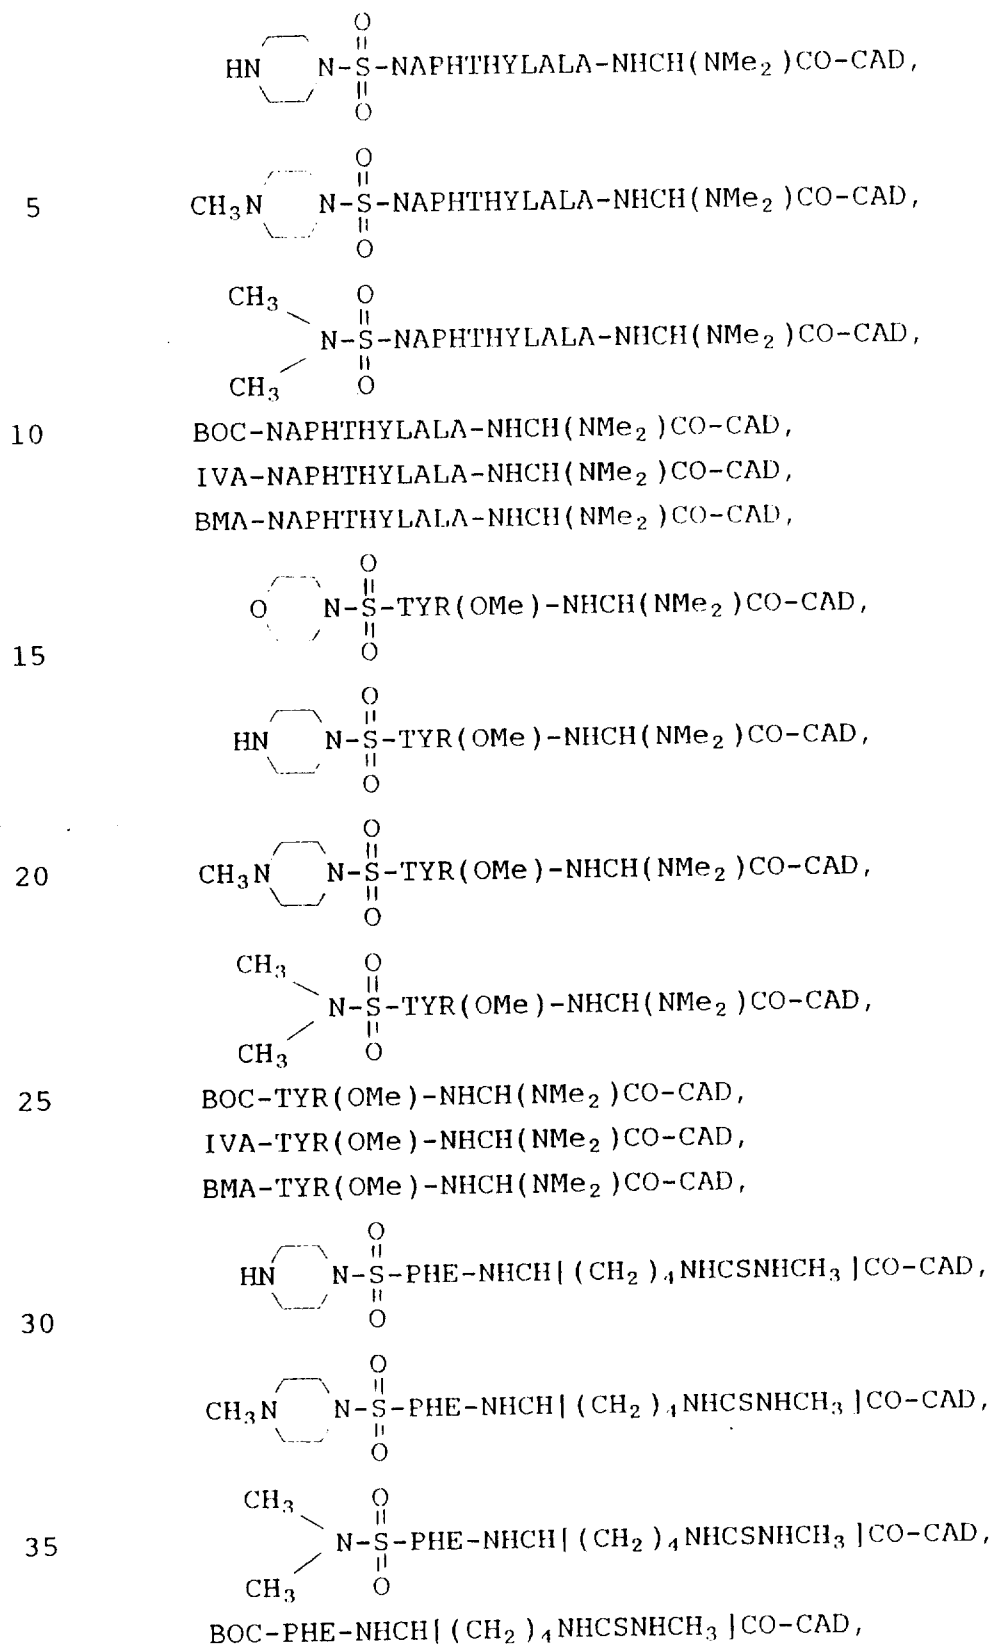 O
HN N-S-NAPHTHYLALA-NHCH(NMe2)CO-CAD,
O
O
5 CH3N N-S-NAPHTHYLALA-NHCH(NMe2)CO-CAD,
O
CH3 O
N-S-NAPHTHYLALA-NHCH(NMe2)CO-CAD,
CH3 O
10 BOC-NAPHTHYLALA-NHCH(NMe2)CO-CAD,
IVA-NAPHTHYLALA-NHCH(NMe2)CO-CAD,
BMA-NAPHTHYLALA-NHCH(NMe2)CO-CAD,
O
O N-S-TYR(OMe)-NHCH(NMe2)CO-CAD,
15 O
O
HN N-S-TYR(OMe)-NHCH(NMe2)CO-CAD,
O
O
20 CH3N N-S-TYR(OMe)-NHCH(NMe2)CO-CAD,
O
CH3 O
N-S-TYR(OMe)-NHCH(NMe2)CO-CAD,
CH3 O
25 BOC-TYR(OMe)-NHCH(NMe2)CO-CAD,
IVA-TYR(OMe)-NHCH(NMe2)CO-CAD,
BMA-TYR(OMe)-NHCH(NMe2)CO-CAD,
O
HN N-S-PHE-NHCH[(CH2)4NHCSNHCH3]CO-CAD,
30 O
O
CH3N N-S-PHE-NHCH[(CH2)4NHCSNHCH3]CO-CAD,
O
CH3 O
35 N-S-PHE-NHCH[(CH2)4NHCSNHCH3]CO-CAD,
CH3 O
BOC-PHE-NHCH[(CH2)4NHCSNHCH3]CO-CAD,